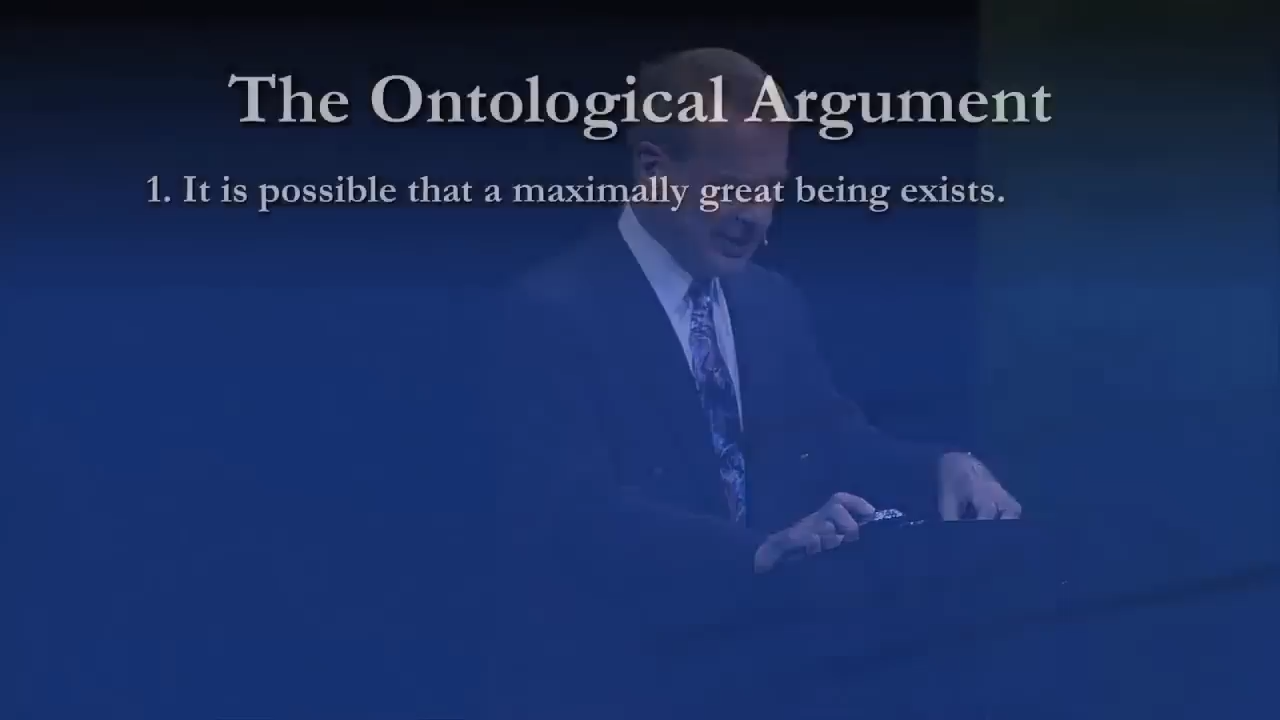 The Ontological Argument
1. It is possible that a maximally great being exists.